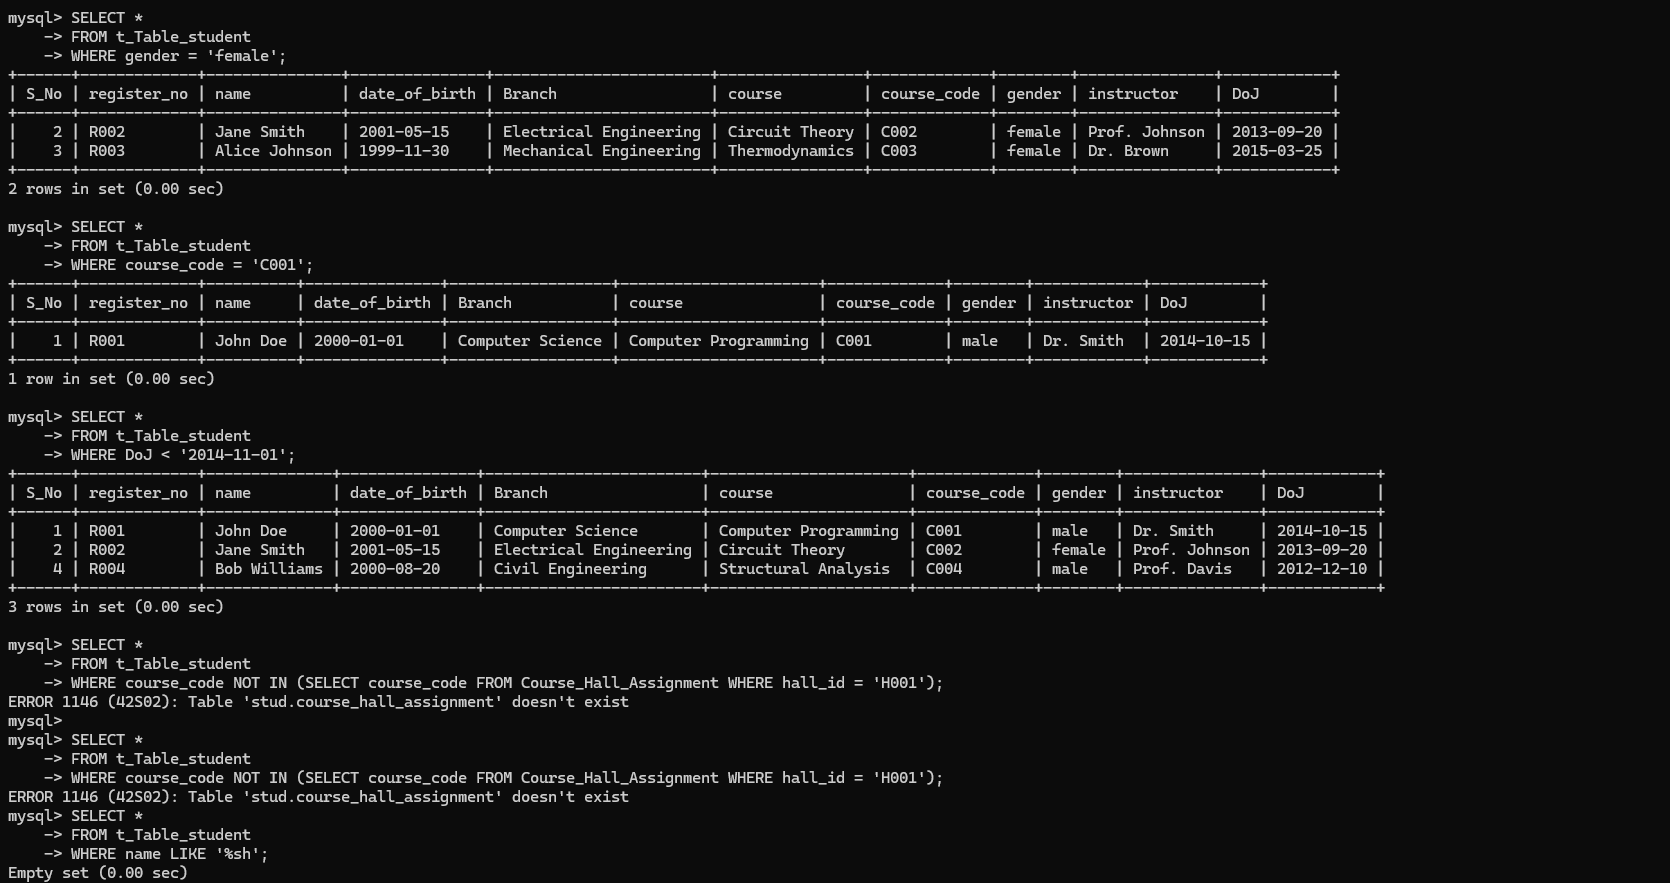 mysql> SELECT *
    -> FROM t_Table_student
    -> WHERE gender = 'female';
+------+-------------+---------------+---------------+------------------------+----------------+-------------+--------+---------------+------------+
| S_No | register_no | name          | date_of_birth | Branch                 | course         | course_code | gender | instructor    | DoJ        |
+------+-------------+---------------+---------------+------------------------+----------------+-------------+--------+---------------+------------+
|    2 | R002        | Jane Smith    | 2001-05-15    | Electrical Engineering | Circuit Theory | C002        | female | Prof. Johnson | 2013-09-20 |
|    3 | R003        | Alice Johnson | 1999-11-30    | Mechanical Engineering | Thermodynamics | C003        | female | Dr. Brown     | 2015-03-25 |
+------+-------------+---------------+---------------+------------------------+----------------+-------------+--------+---------------+------------+
2 rows in set (0.00 sec)

mysql> SELECT *
    -> FROM t_Table_student
    -> WHERE course_code = 'C001';
+------+-------------+----------+---------------+------------------+----------------------+-------------+--------+------------+------------+
| S_No | register_no | name     | date_of_birth | Branch           | course               | course_code | gender | instructor | DoJ        |
+------+-------------+----------+---------------+------------------+----------------------+-------------+--------+------------+------------+
|    1 | R001        | John Doe | 2000-01-01    | Computer Science | Computer Programming | C001        | male   | Dr. Smith  | 2014-10-15 |
+------+-------------+----------+---------------+------------------+----------------------+-------------+--------+------------+------------+
1 row in set (0.00 sec)

mysql> SELECT *
    -> FROM t_Table_student
    -> WHERE DoJ < '2014-11-01';
+------+-------------+--------------+---------------+------------------------+----------------------+-------------+--------+---------------+------------+
| S_No | register_no | name         | date_of_birth | Branch                 | course               | course_code | gender | instructor    | DoJ        |
+------+-------------+--------------+---------------+------------------------+----------------------+-------------+--------+---------------+------------+
|    1 | R001        | John Doe     | 2000-01-01    | Computer Science       | Computer Programming | C001        | male   | Dr. Smith     | 2014-10-15 |
|    2 | R002        | Jane Smith   | 2001-05-15    | Electrical Engineering | Circuit Theory       | C002        | female | Prof. Johnson | 2013-09-20 |
|    4 | R004        | Bob Williams | 2000-08-20    | Civil Engineering      | Structural Analysis  | C004        | male   | Prof. Davis   | 2012-12-10 |
+------+-------------+--------------+---------------+------------------------+----------------------+-------------+--------+---------------+------------+
3 rows in set (0.00 sec)

mysql> SELECT *
    -> FROM t_Table_student
    -> WHERE course_code NOT IN (SELECT course_code FROM Course_Hall_Assignment WHERE hall_id = 'H001');
ERROR 1146 (42S02): Table 'stud.course_hall_assignment' doesn't exist
mysql>
mysql> SELECT *
    -> FROM t_Table_student
    -> WHERE course_code NOT IN (SELECT course_code FROM Course_Hall_Assignment WHERE hall_id = 'H001');
ERROR 1146 (42S02): Table 'stud.course_hall_assignment' doesn't exist
mysql> SELECT *
    -> FROM t_Table_student
    -> WHERE name LIKE '%sh';
Empty set (0.00 sec)